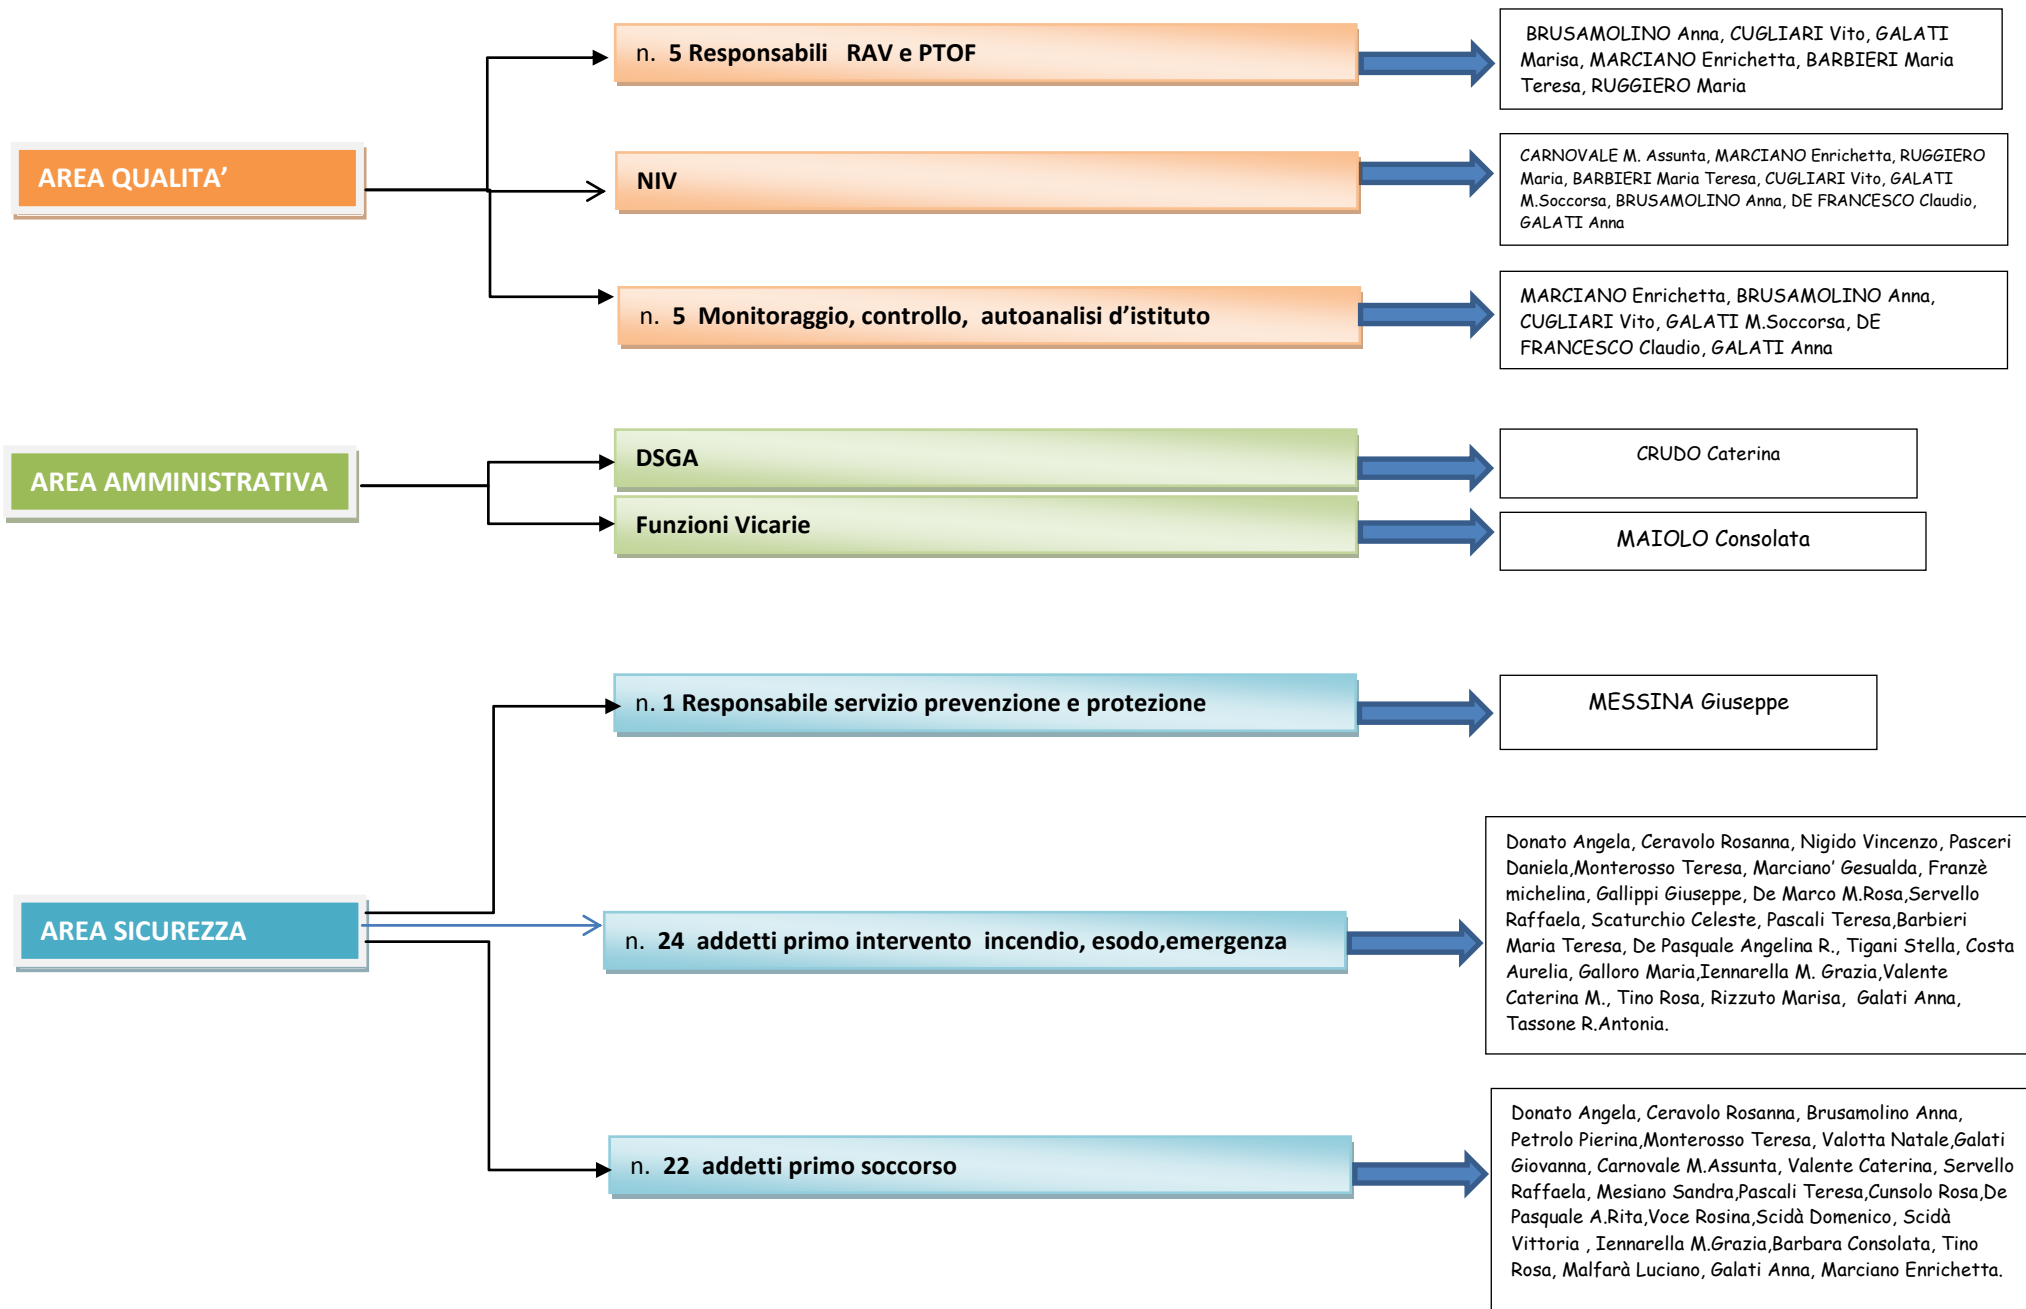 AREA QUALITA’
n. 5 Responsabili RAV e PTOF
BRUSAMOLINO Anna, CUGLIARI Vito, GALATI
Marisa, MARCIANO Enrichetta, BARBIERI Maria
Teresa, RUGGIERO Maria
NIV
CARNOVALE M. Assunta, MARCIANO Enrichetta, RUGGIERO
Maria, BARBIERI Maria Teresa, CUGLIARI Vito, GALATI
M.Soccorsa, BRUSAMOLINO Anna, DE FRANCESCO Claudio,
GALATI Anna
n. 5 Monitoraggio, controllo, autoanalisi d’istituto
MARCIANO Enrichetta, BRUSAMOLINO Anna,
CUGLIARI Vito, GALATI M.Soccorsa, DE
FRANCESCO Claudio, GALATI Anna
AREA AMMINISTRATIVA
DSGA
CRUDO Caterina
Funzioni Vicarie
MAIOLO Consolata
AREA SICUREZZA
n. 1 Responsabile servizio prevenzione e protezione
MESSINA Giuseppe
n. 24 addetti primo intervento incendio, esodo,emergenza
Donato Angela, Ceravolo Rosanna, Nigido Vincenzo, Pasceri
Daniela,Monterosso Teresa, Marciano’ Gesualda, Franzè
michelina, Gallippi Giuseppe, De Marco M.Rosa,Servello
Raffaela, Scaturchio Celeste, Pascali Teresa,Barbieri
Maria Teresa, De Pasquale Angelina R., Tigani Stella, Costa
Aurelia, Galloro Maria,Iennarella M. Grazia,Valente
Caterina M., Tino Rosa, Rizzuto Marisa, Galati Anna,
Tassone R.Antonia.
n. 22 addetti primo soccorso
Donato Angela, Ceravolo Rosanna, Brusamolino Anna,
Petrolo Pierina,Monterosso Teresa, Valotta Natale,Galati
Giovanna, Carnovale M.Assunta, Valente Caterina, Servello
Raffaela, Mesiano Sandra,Pascali Teresa,Cunsolo Rosa,De
Pasquale A.Rita,Voce Rosina,Scidà Domenico, Scidà
Vittoria , Iennarella M.Grazia,Barbara Consolata, Tino
Rosa, Malfarà Luciano, Galati Anna, Marciano Enrichetta.